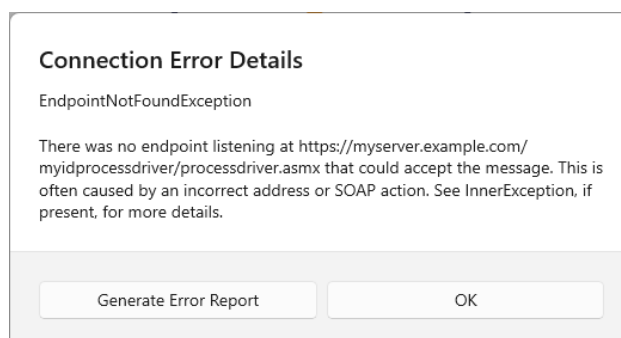 Connection Error Details
EndpointNotFoundException
There was no endpoint listening at https://myserver.example.com/
myidprocessdriver/processdriver.asmx that could accept the message. This is
often caused by an incorrect address or SOAP action. See InnerException, if
present, for more details.
Generate Error Report
OK